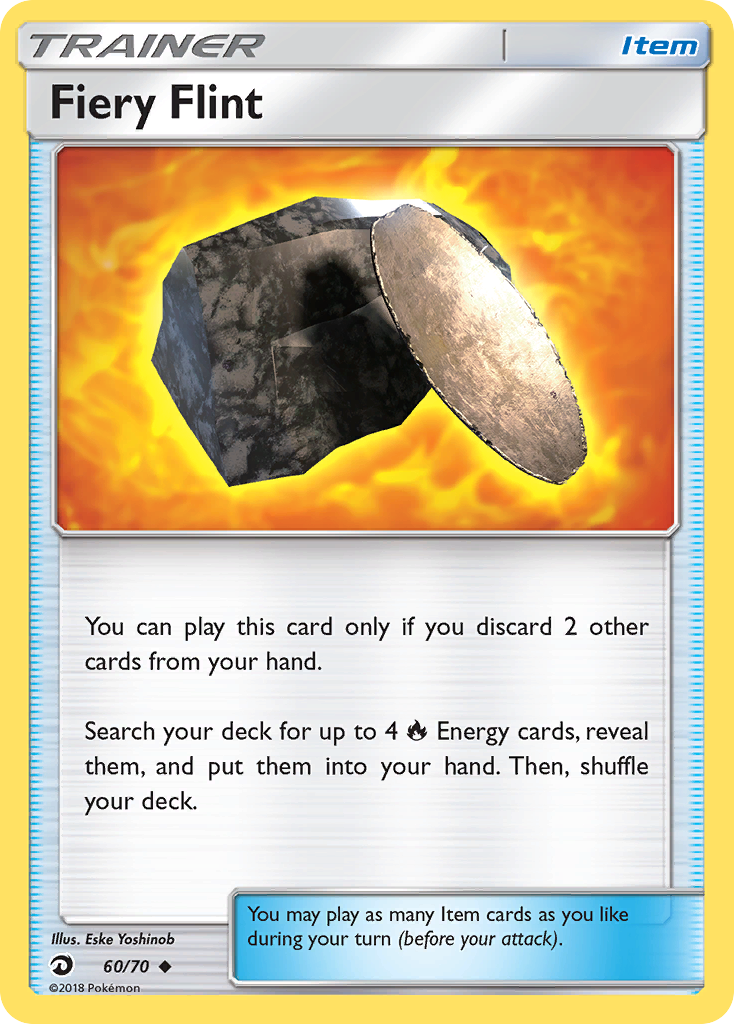 TRAINER Item
Fiery Flint
You can play this card only if you discard 2 other
cards from your hand.
Search your deck for up to 4 Energy cards, reveal
them, and put them into your hand. Then, shuffle
your deck.
You may play as many Item cards as you like
during your turn (before your attack).
Illus. Eske Yoshinob
60/70
©2018 Pokémon